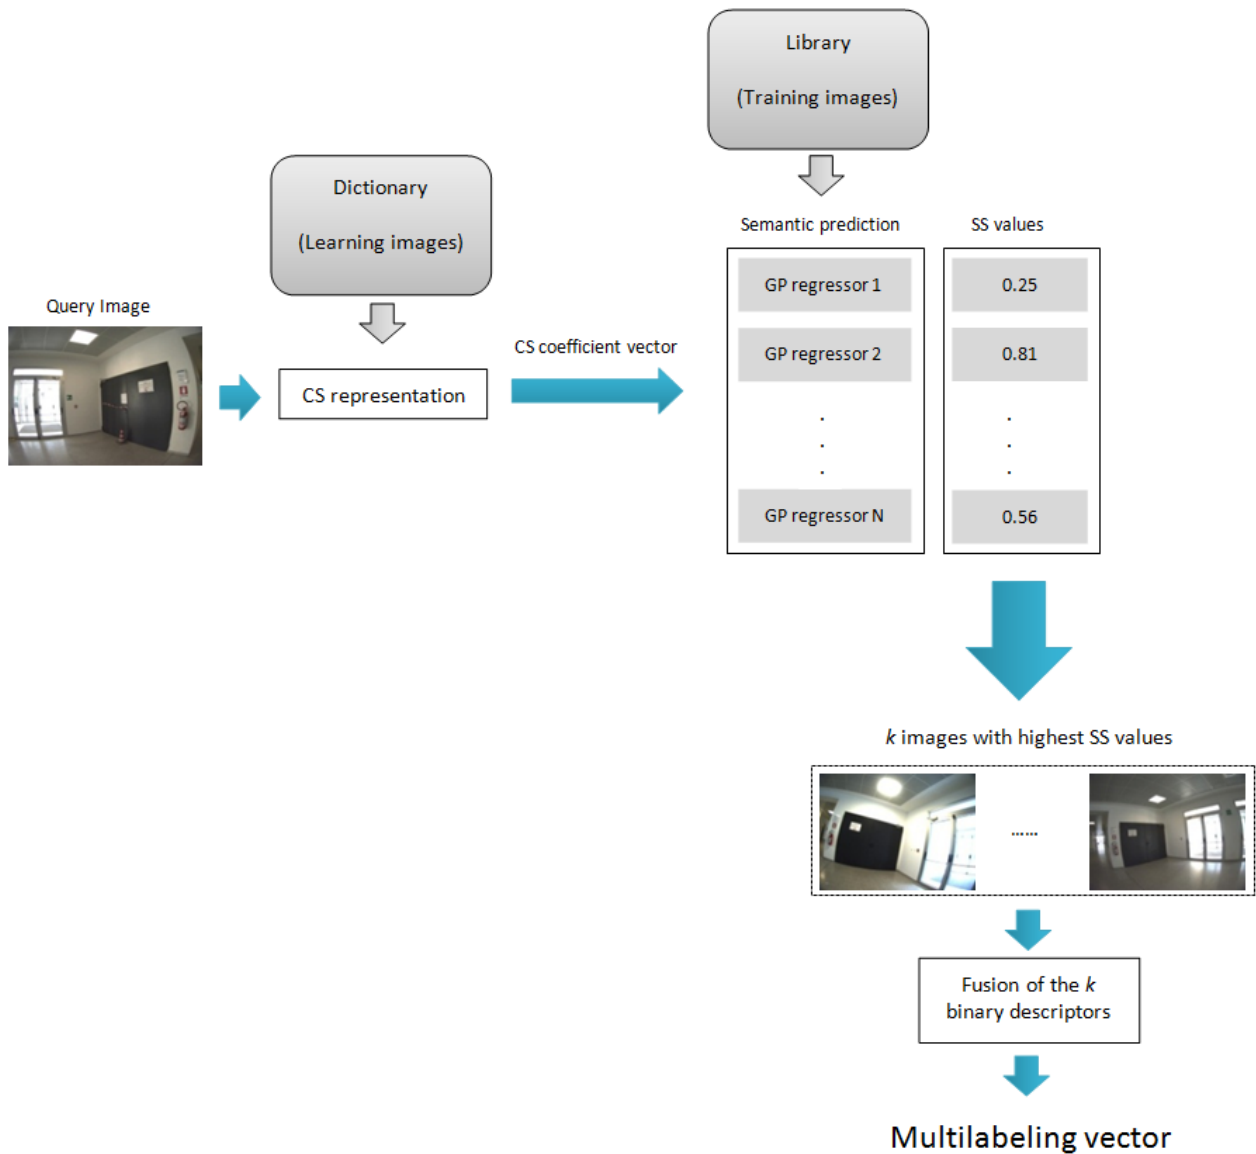 Library
(Training images)
Dictionary
(Learning images)
Semantic prediction
SS values
GP regressor 1
0.25
Query Image
CS coefficient vector
GP regressor 2
0.81
CS representation
.
.
.
.
.
.
GP regressor N
0.56
k images with highest SS values
......
Fusion of the k
binary descriptors
Multilabeling vector